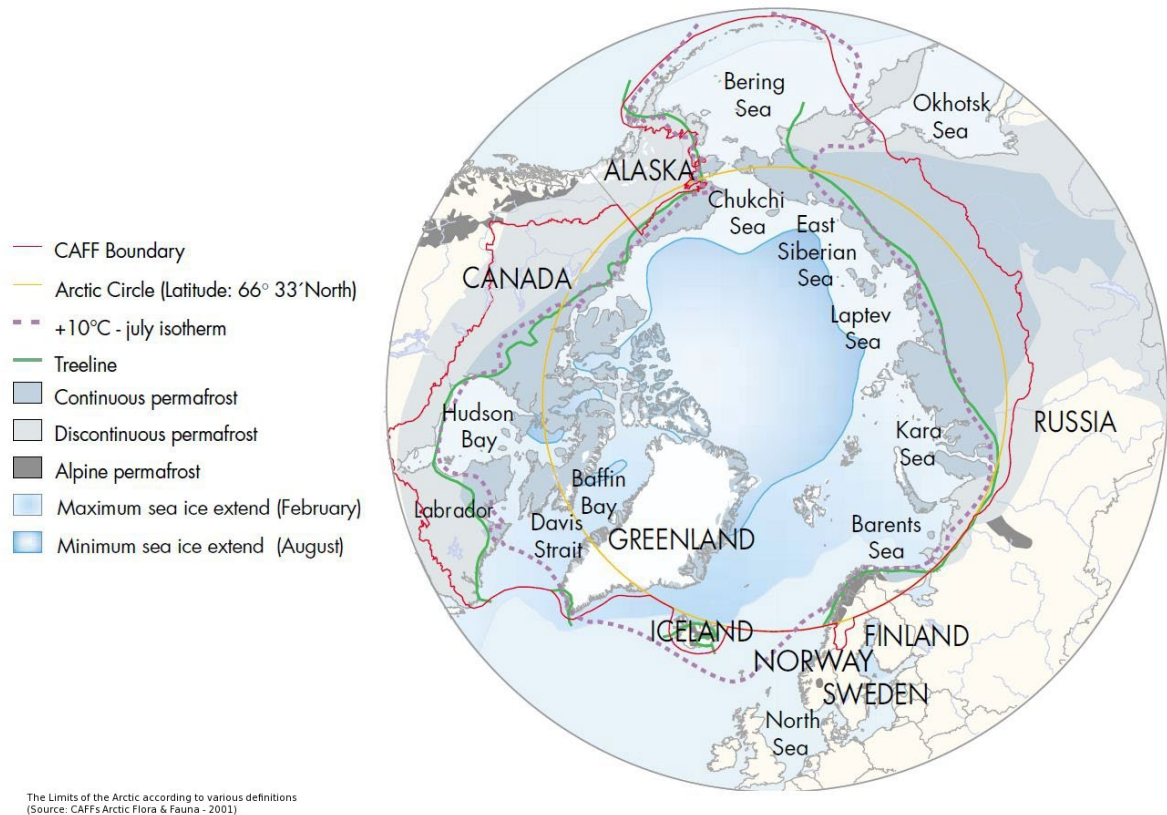 CAFF Boundary
Arctic Circle (Latitude: 66° 33´North)
+10°C - july isotherm
Treeline
Continuous permafrost
Discontinuous permafrost
Alpine permafrost
Maximum sea ice extend (February)
Minimum sea ice extend (August)
Bering
Sea
Okhotsk
Sea
ALASKA
Chukchi
Sea
East
Siberian
Sea
CANADA
Laptev
Sea
Hudson
Bay
Kara
Sea
RUSSIA
Baffin
Bay
Labrador
Davis
Strait
GREENLAND
Barents
Sea
ICELAND
FINLAND
NORWAY
SWEDEN
North
Sea
The Limits of the Arctic according to various definitions
(Source: CAFFs Arctic Flora & Fauna - 2001)